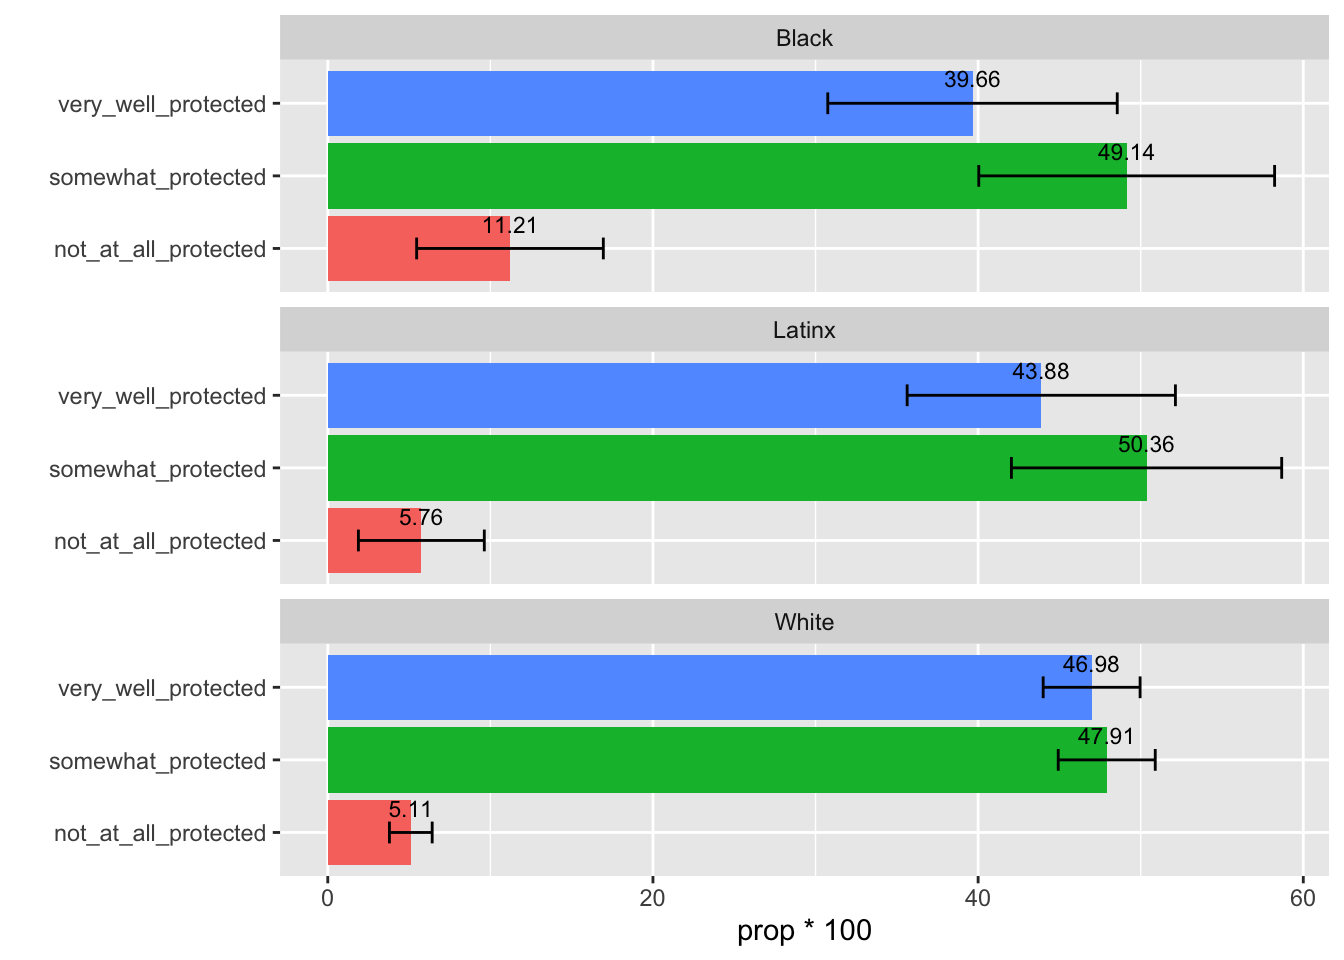 Black
very_well_protected 39.66
somewhat_protected 49.14
not_at_all_protected 11.21
Latinx
very_well_protected 43.88
somewhat_protected 50.36
not_at_all_protected 5.76
White
very_well_protected 46.98
somewhat_protected 47.91
not_at_all_protected 5.11
0 20 40 60
prop * 100